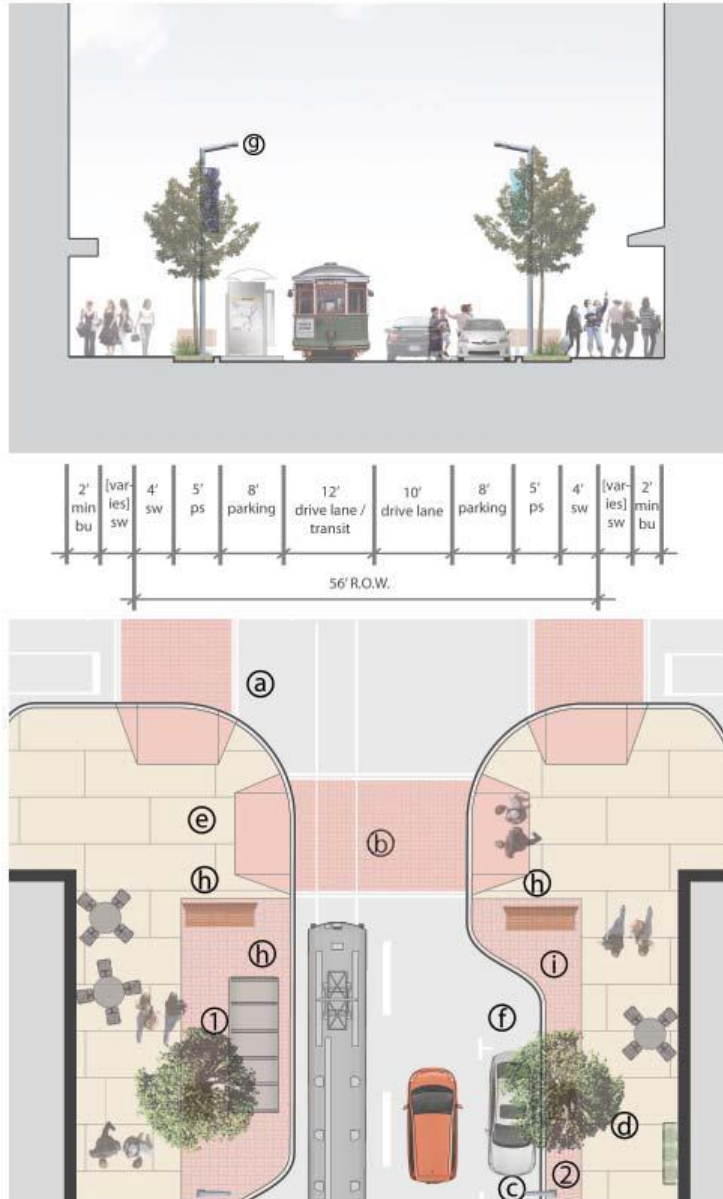 g
2'
min
bu
[var-
ies]
sw
4'
sw
5'
ps
8'
parking
12'
drive lane /
transit
10'
drive lane
8'
parking
5'
ps
4'
sw
[var-
ies]
sw
2'
min
bu
56' R.O.W.
a
b
e
h
h
h
i
1
f
d
2
c